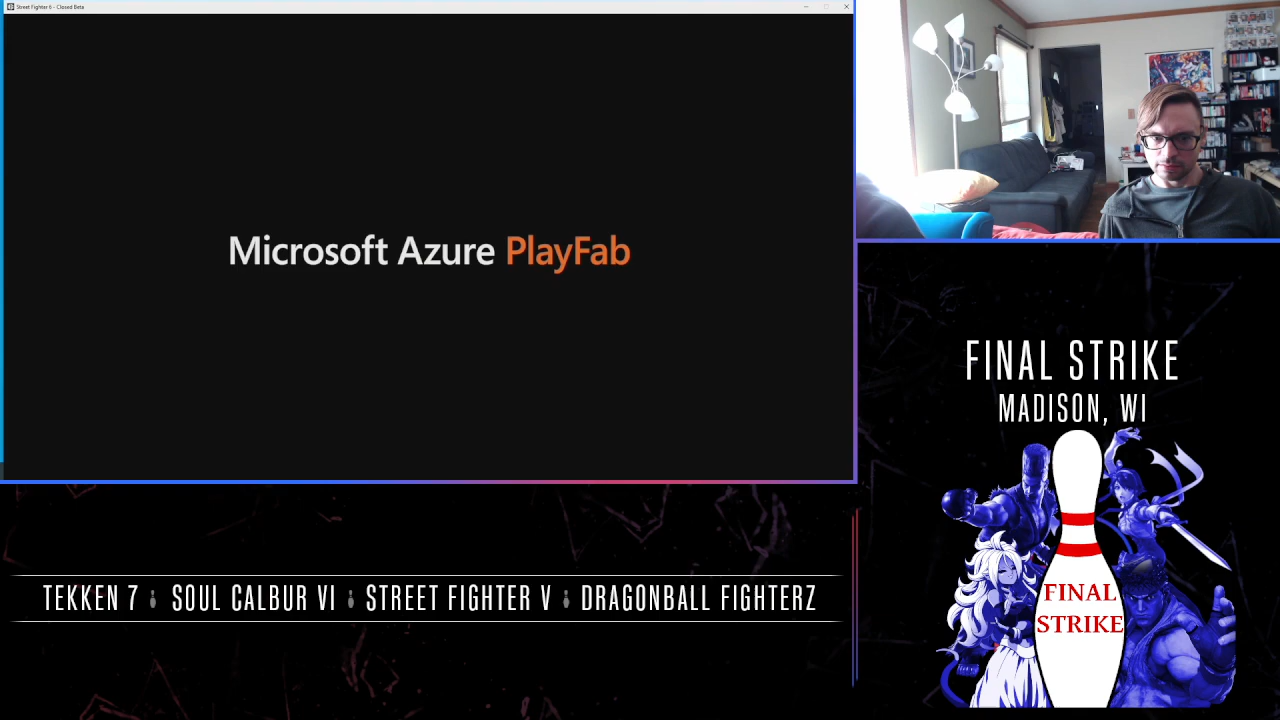 Street Fighter 6 - Closed Beta
Microsoft Azure PlayFab
FINAL STRIKE
MADISON, WI
FINAL
STRIKE
TEKKEN 7 SOUL CALBUR VI STREET FIGHTER V DRAGONBALL FIGHTERZ